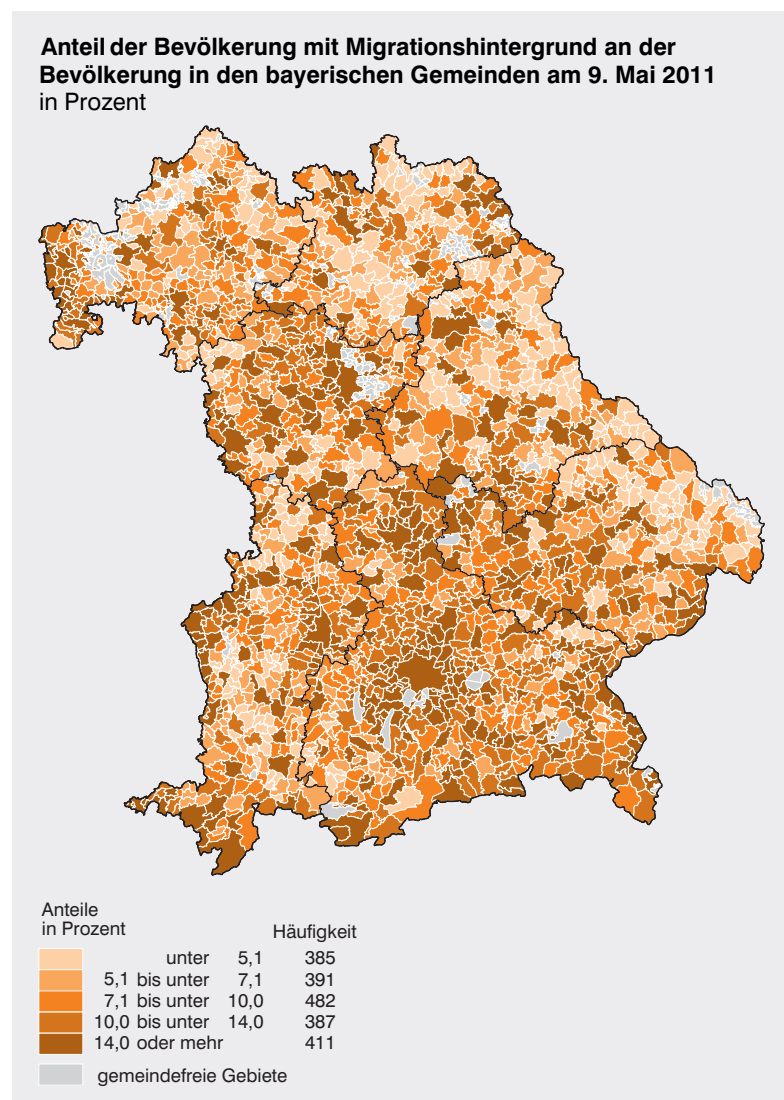 Anteil der Bevölkerung mit Migrationshintergrund an der
Bevölkerung in den bayerischen Gemeinden am 9. Mai 2011
in Prozent
Anteile
in Prozent Häufigkeit
unter 5,1 385
5,1 bis unter 7,1 391
7,1 bis unter 10,0 482
10,0 bis unter 14,0 387
14,0 oder mehr 411
gemeindefreie Gebiete